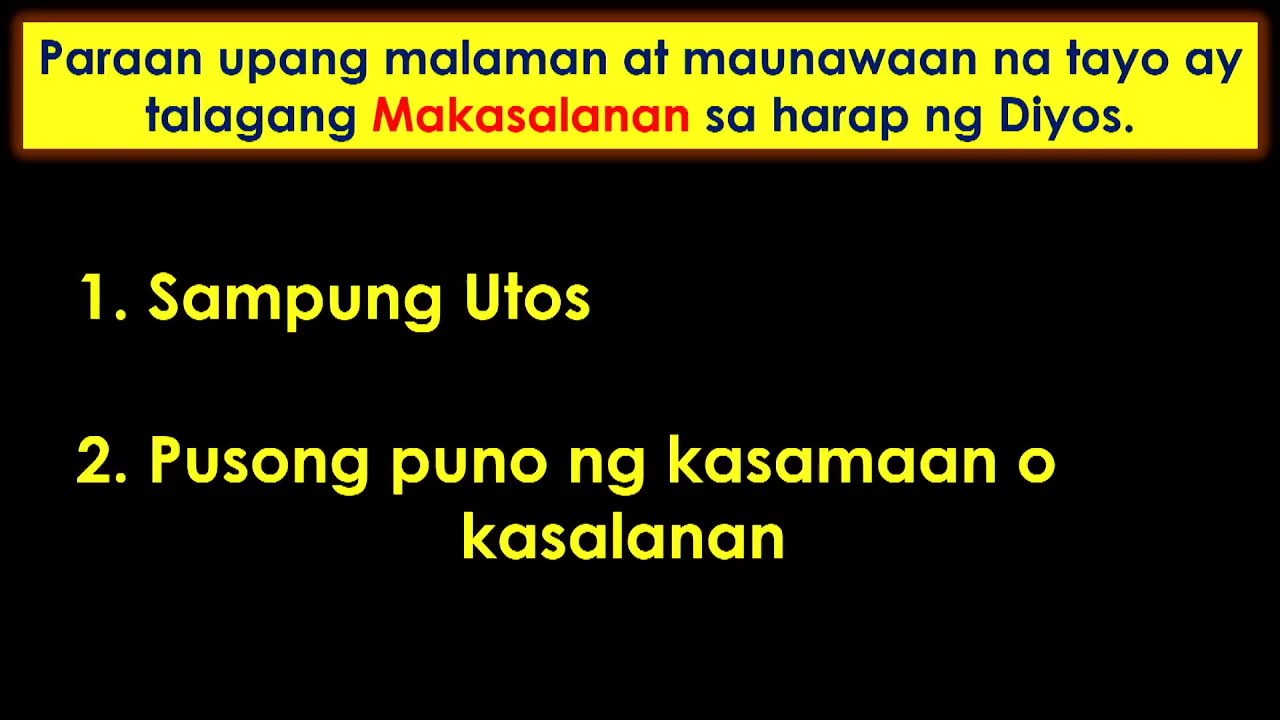 Paraan upang malaman at maunawaan na tayo ay
talagang Makasalanan sa harap ng Diyos.
1. Sampung Utos
2. Pusong puno ng kasamaan o
kasalanan